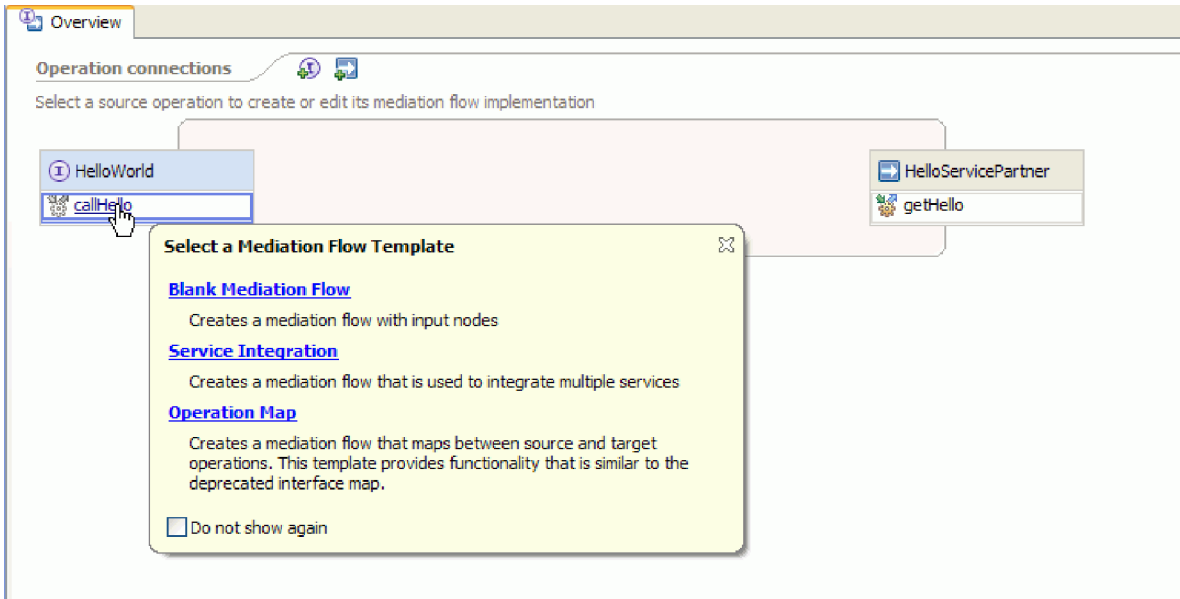 Overview
Operation connections
Select a source operation to create or edit its mediation flow implementation
HelloWorld
HelloServicePartner
callHello
getHello
Select a Mediation Flow Template
Blank Mediation Flow
Creates a mediation flow with input nodes
Service Integration
Creates a mediation flow that is used to integrate multiple services
Operation Map
Creates a mediation flow that maps between source and target
operations. This template provides functionality that is similar to the
deprecated interface map.
Do not show again